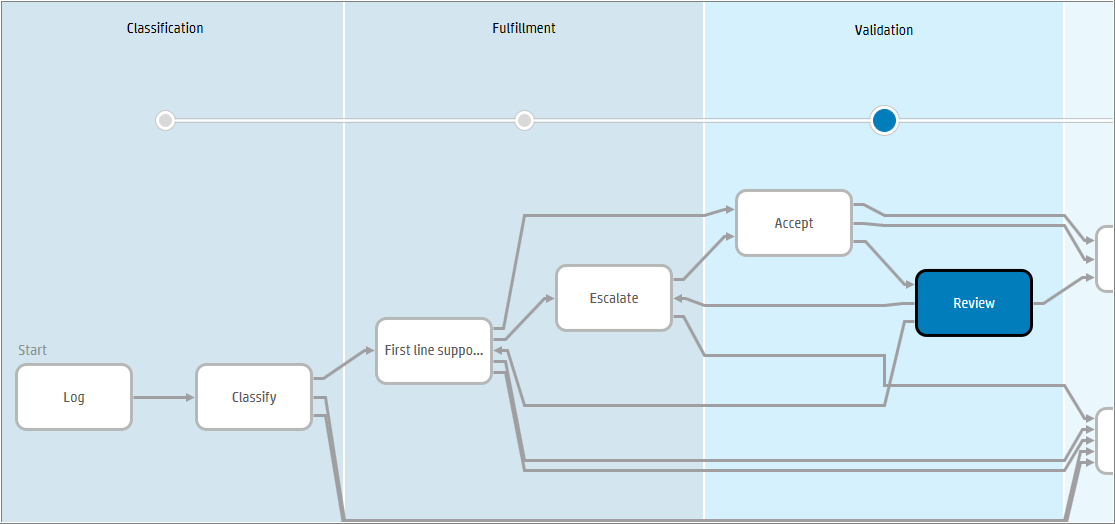 Classification
Fulfillment
Validation
Accept
Escalate
Review
First line suppo...
Start
Log
Classify